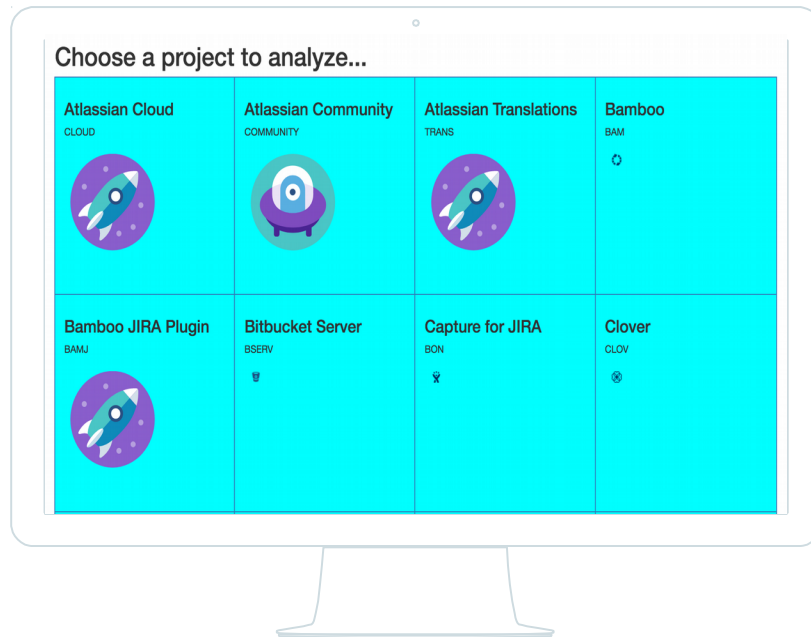 Choose a project to analyze...
Atlassian Cloud
CLOUD
Atlassian Community
COMMUNITY
Atlassian Translations
TRANS
Bamboo
BAM
Bamboo JIRA Plugin
BAMJ
Bitbucket Server
BSERV
Capture for JIRA
BON
Clover
CLOV